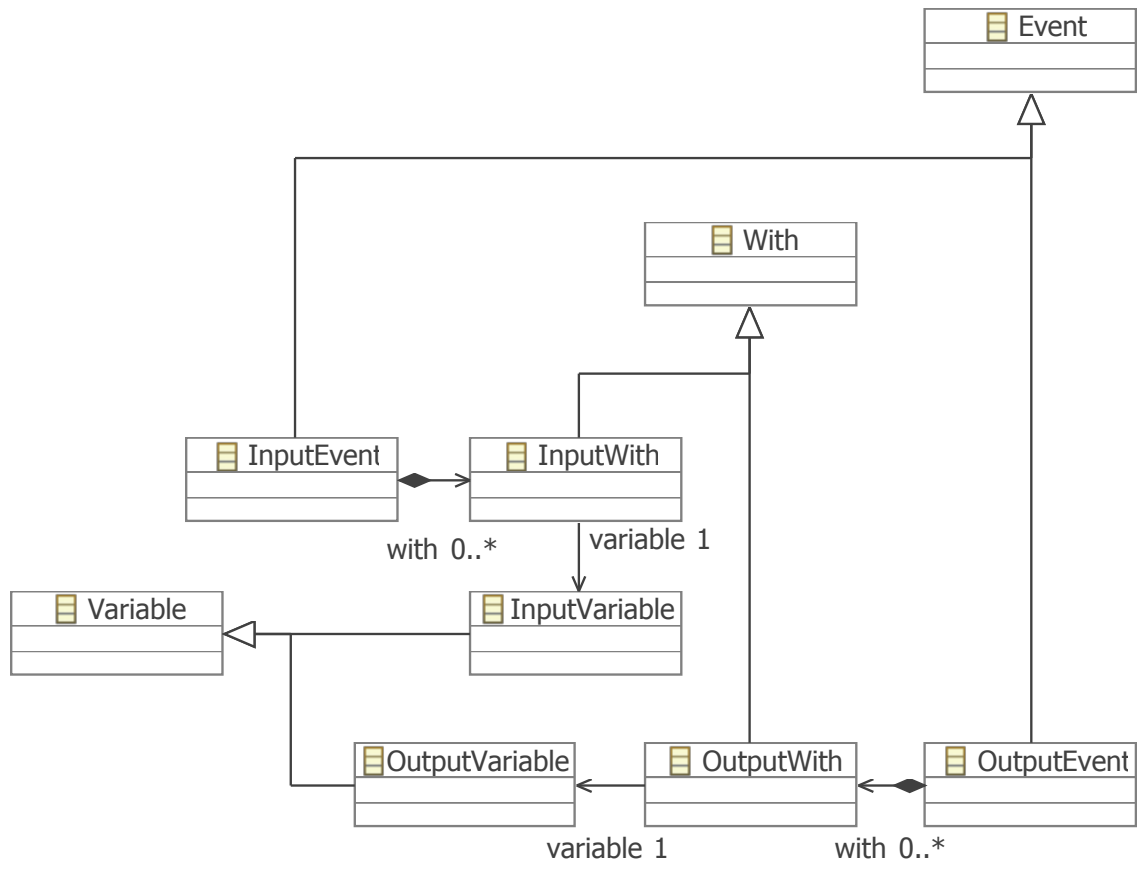 Event
With
InputEvent
InputWith
with 0..*
variable 1
Variable
InputVariable
OutputVariable
OutputWith
OutputEvent
variable 1
with 0..*